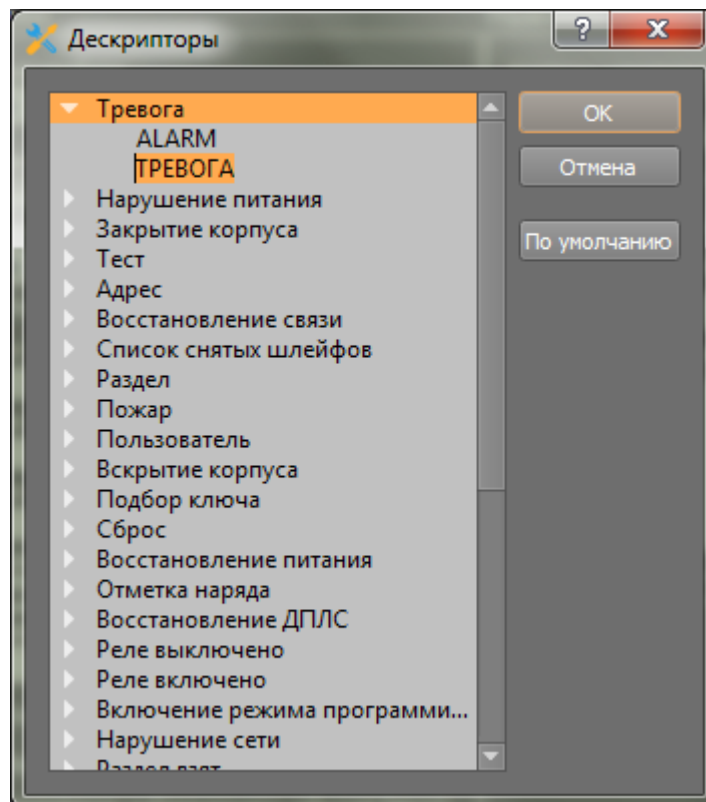 Дескрипторы
Тревога
ALARM
ТРЕВОГА
Нарушение питания
Закрытие корпуса
Тест
Адрес
Восстановление связи
Список снятых шлейфов
Раздел
Пожар
Пользователь
Вскрытие корпуса
Подбор ключа
Сброс
Восстановление питания
Отметка наряда
Восстановление ДПЛС
Реле выключено
Реле включено
Включение режима программи...
Нарушение сети
Раздел взят
?
X
OK
Отмена
По умолчанию